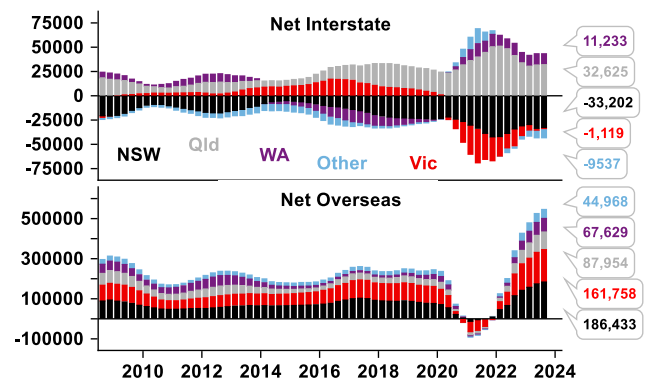 Net Interstate
75000
50000
25000
0
-25000
-50000
-75000
NSW
Qld
WA
Other
Vic
11,233
32,625
-33,202
-1,119
-9537
Net Overseas
500000
300000
100000
-100000
44,968
67,629
87,954
161,758
186,433
2010 2012 2014 2016 2018 2020 2022 2024